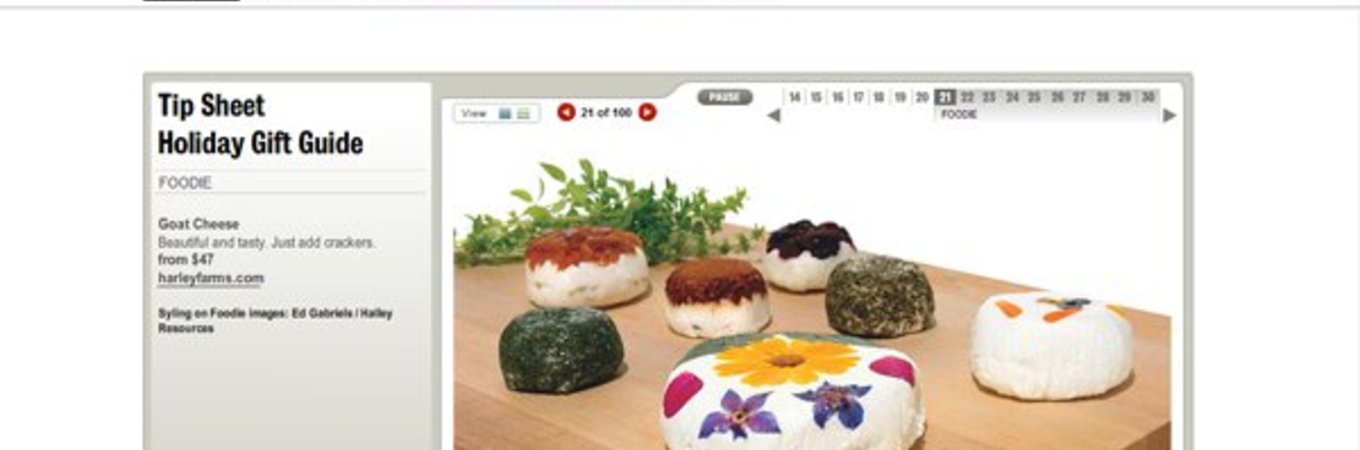 Tip Sheet
Holiday Gift Guide
FOODIE
Goat Cheese
Beautiful and tasty. Just add crackers.
from $47
harleyfarms.com
Syling on Foodie images: Ed Gabriels / Halley
Resources
View
21 of 100
PAUSE
14 15 16 17 18 19 20 21 22 23 24 25 26 27 28 29 30
FOODIE